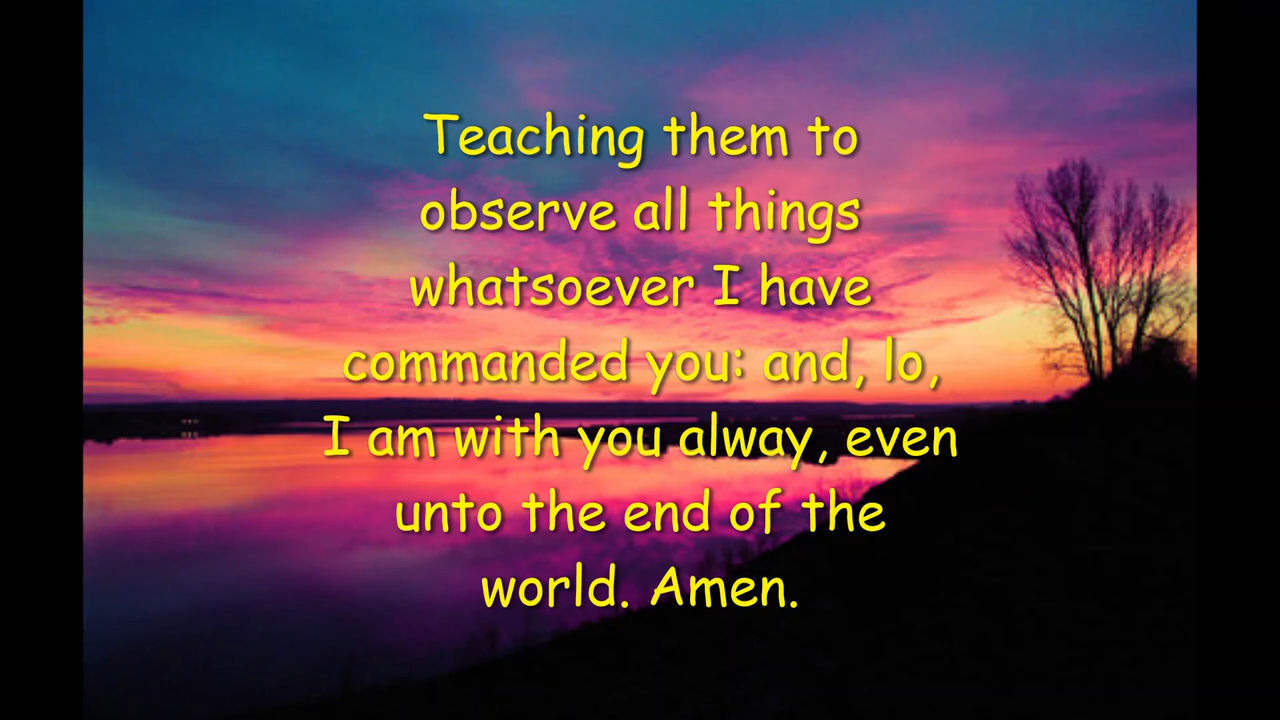 Teaching them to
observe all things
whatsoever I have
commanded you: and, lo,
I am with you alway, even
unto the end of the
world. Amen.